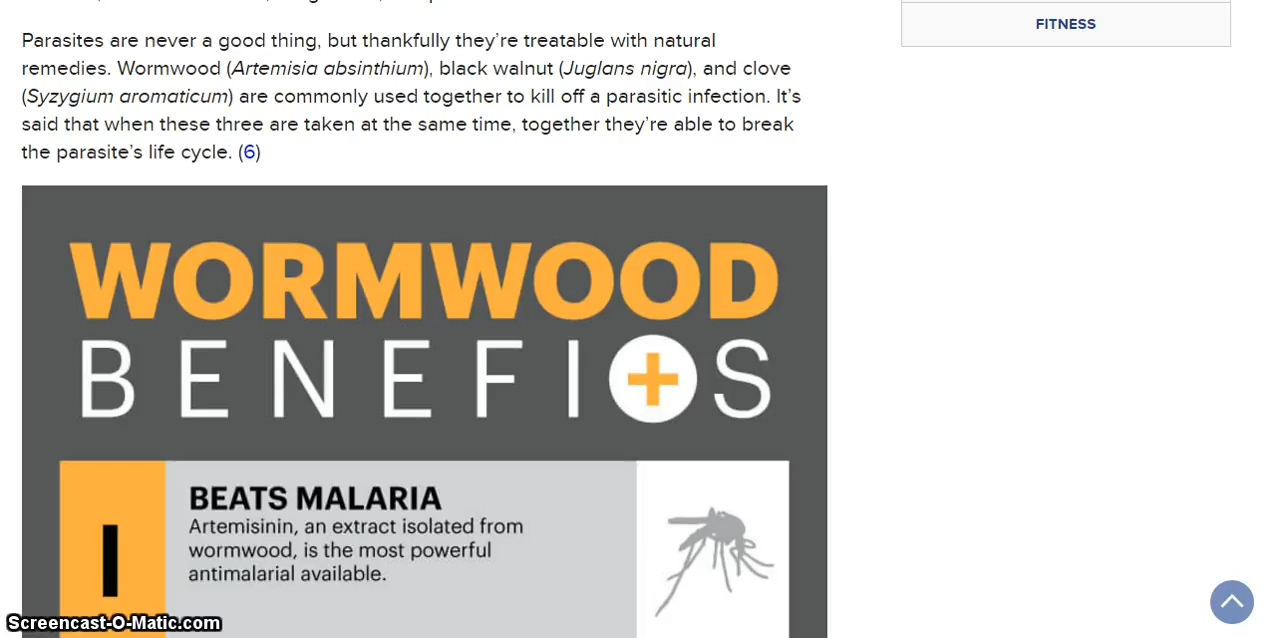 FITNESS
Parasites are never a good thing, but thankfully they’re treatable with natural
remedies. Wormwood (Artemisia absinthium), black walnut (Juglans nigra), and clove
(Syzygium aromaticum) are commonly used together to kill off a parasitic infection. It’s
said that when these three are taken at the same time, together they’re able to break
the parasite’s life cycle. (6)
WORMWOOD
BENEFI+S
I
BEATS MALARIA
Artemisinin, an extract isolated from
wormwood, is the most powerful
antimalarial available.
Screencast-O-Matic.com